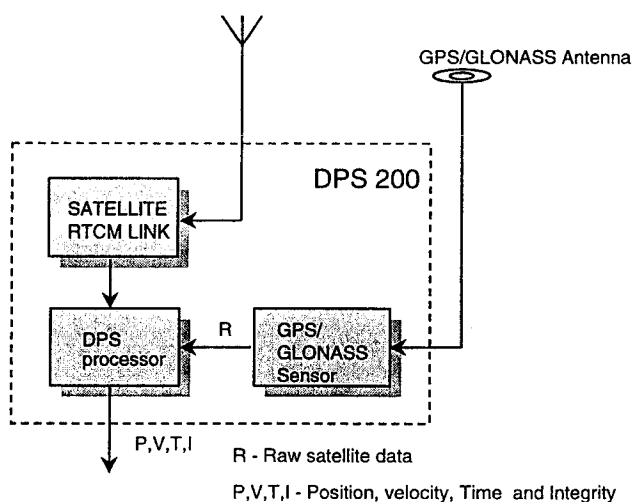 GPS/GLONASS Antenna
DPS 200
SATELLITE
RTCM LINK
DPS
processor
R
GPS/
GLONASS
Sensor
P,V,T,I
R - Raw satellite data
P,V,T,I - Position, velocity, Time and Integrity